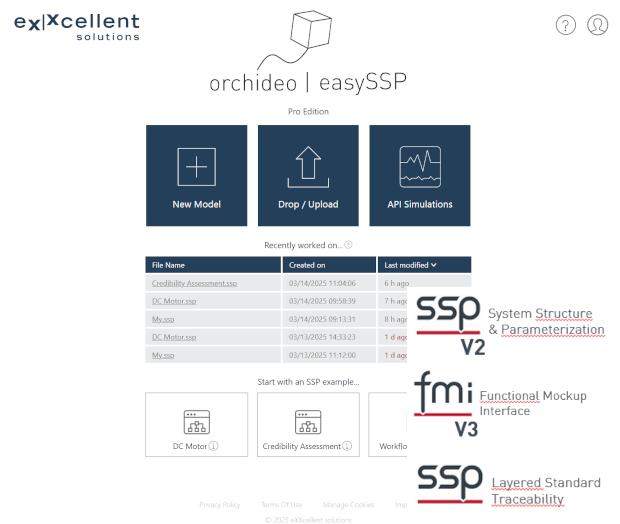 exXcellent
solutions
orchideo | easySSP
Pro Edition
New Model
Drop / Upload
API Simulations
Recently worked on...
File Name Created on Last modified
Credibility Assessment.ssp 03/14/2025 11:04:06 6 h ago
DC Motor.ssp 03/14/2025 09:58:39 7 h ago
My.ssp 03/14/2025 09:13:31 8 h ago
DC Motor.ssp 03/13/2025 14:33:23 1 d ago
My.ssp 03/13/2025 11:12:00 1 d ago
Start with an SSP example...
DC Motor
Credibility Assessment
Workflo
ssp System Structure
& Parameterization
V2
fmi Functional Mockup
Interface
V3
ssp Layered Standard
Traceability
Privacy Policy Terms Of Use Manage Cookies Imp
© 2025 eXXcellent solutions